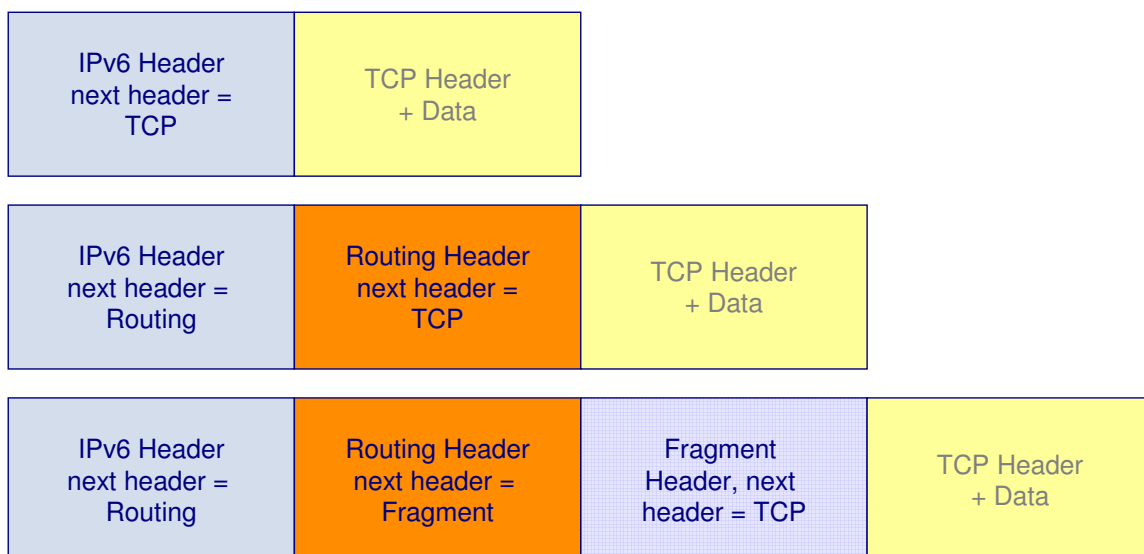 IPv6 Header
next header =
TCP
TCP Header
+ Data
IPv6 Header
next header =
Routing
Routing Header
next header =
TCP
TCP Header
+ Data
IPv6 Header
next header =
Routing
Routing Header
next header =
Fragment
Fragment
Header, next
header = TCP
TCP Header
+ Data